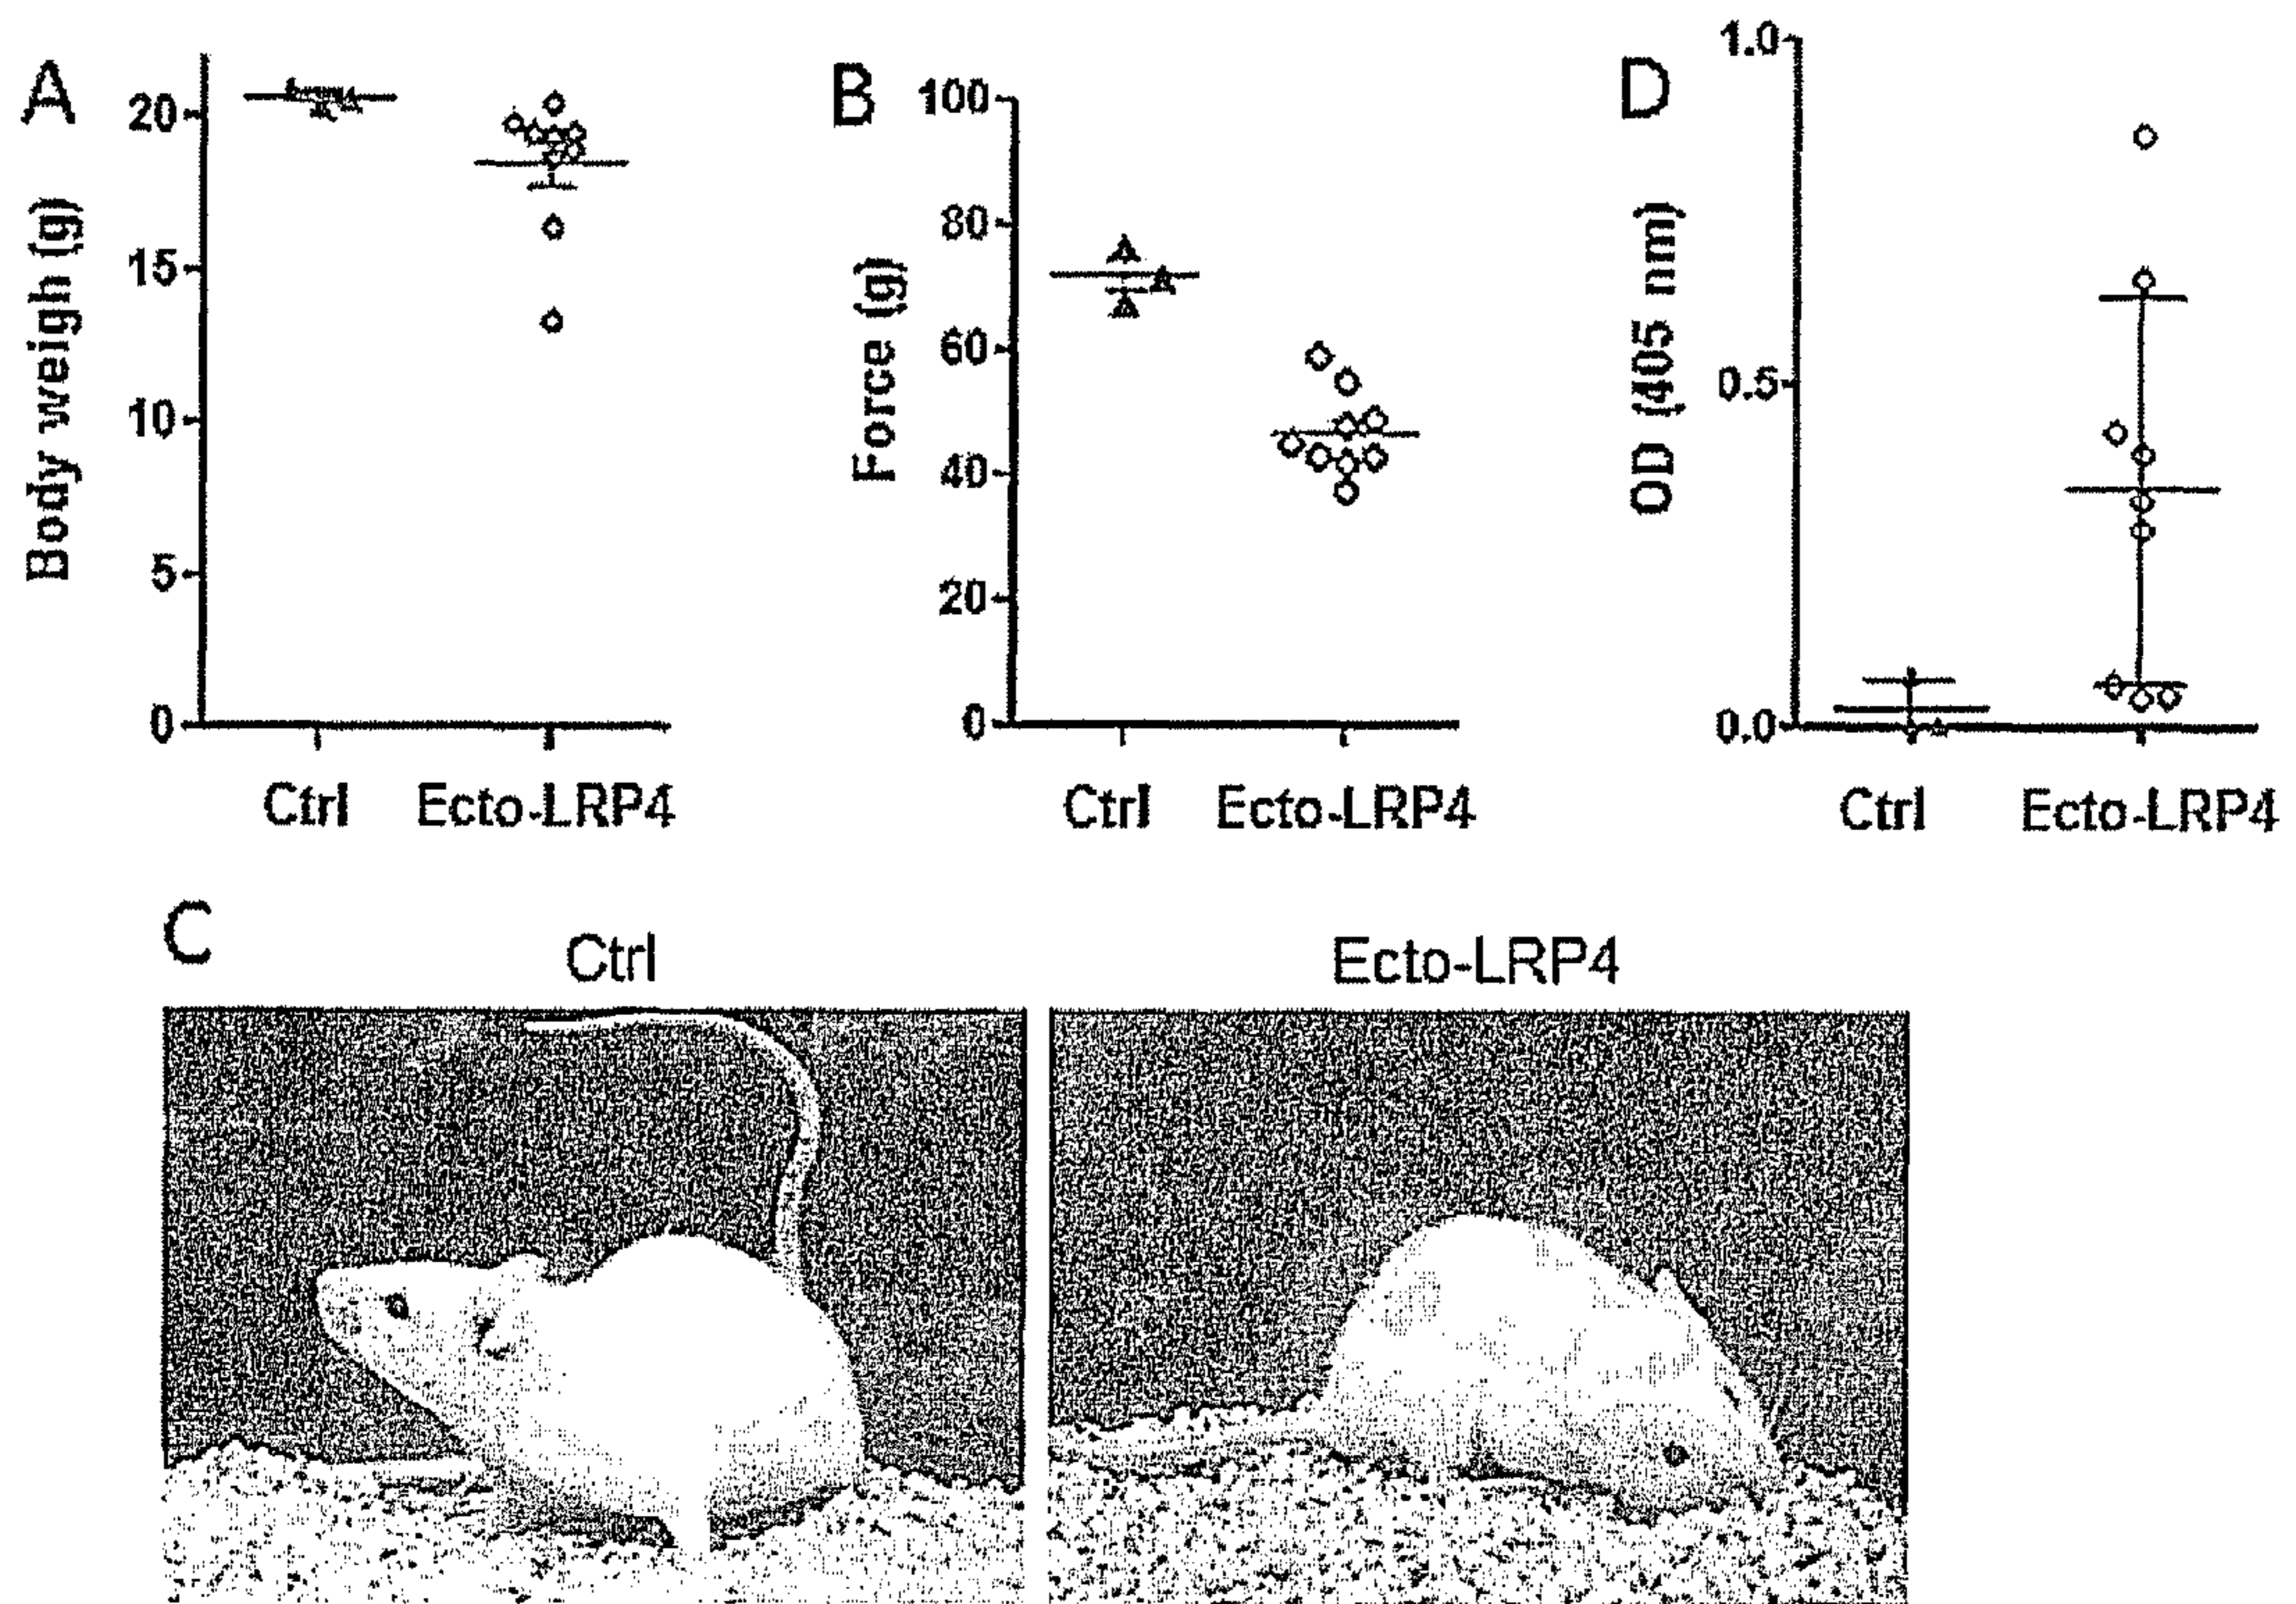 A
Body weigh (g)
20
15
10
5
0
Ctrl Ecto-LRP4
B
Force (g)
100
80
60
40
20
0
Ctrl Ecto-LRP4
D
OD (405 nm)
1.0
0.5
0.0
Ctrl Ecto-LRP4
C
Ctrl Ecto-LRP4